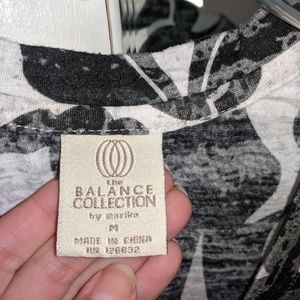 the
BALANCE
COLLECTION
by marika
M
MADE IN CHINA
RN 126632